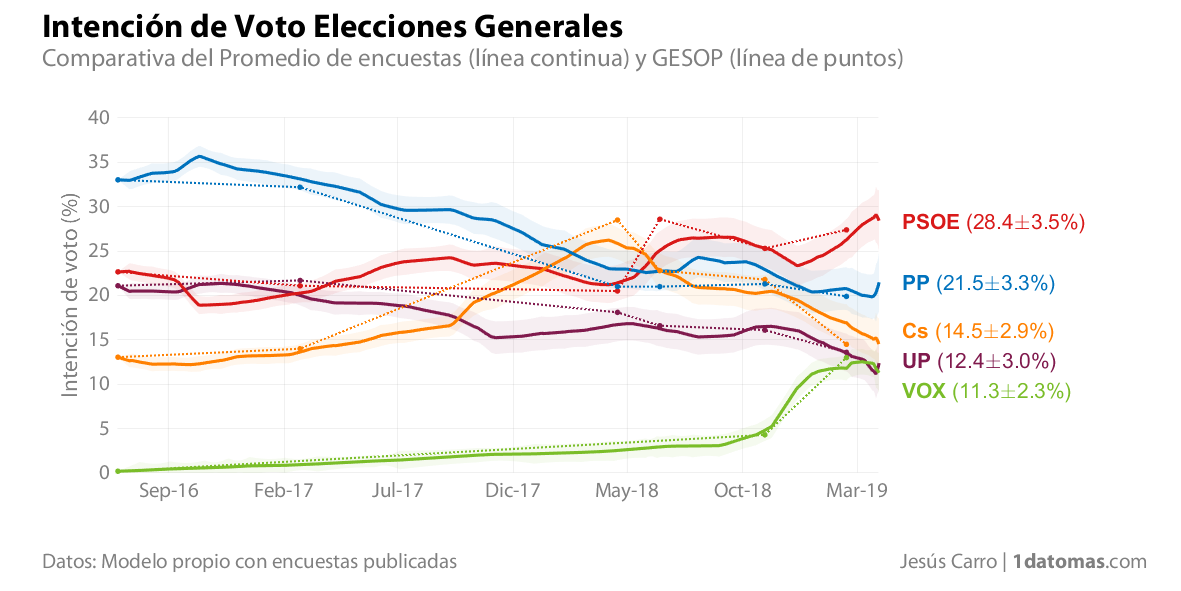 Intención de Voto Elecciones Generales
Comparativa del Promedio de encuestas (línea continua) y GESOP (línea de puntos)
Intención de voto (%)
40
35
30
25
20
15
10
5
0
Sep-16 Feb-17 Jul-17 Dic-17 May-18 Oct-18 Mar-19
PSOE (28.4±3.5%)
PP (21.5±3.3%)
Cs (14.5±2.9%)
UP (12.4±3.0%)
VOX (11.3±2.3%)
Datos: Modelo propio con encuestas publicadas
Jesús Carro | 1datomas.com